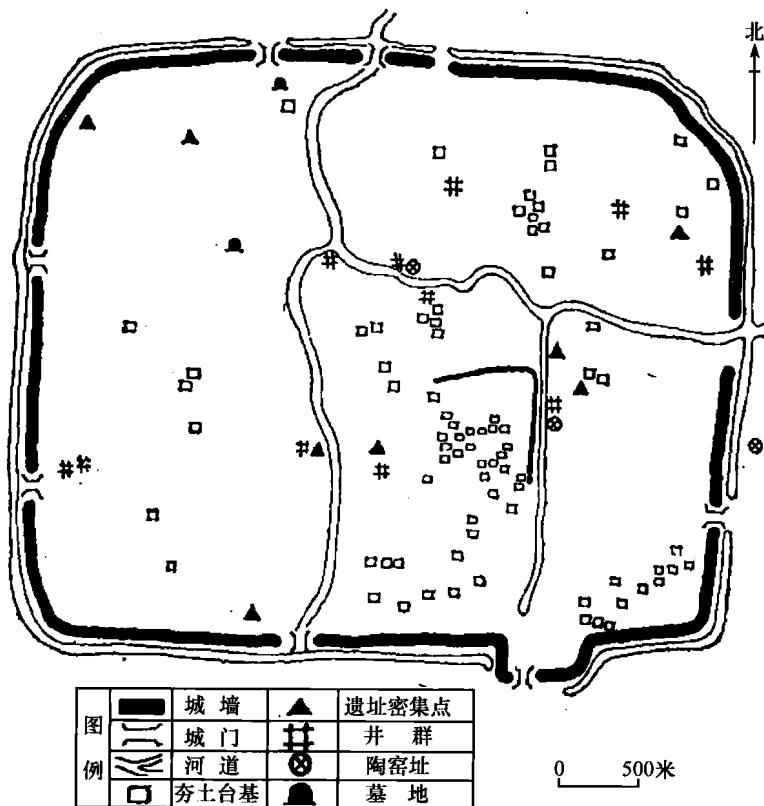 北
图例
城 墙
遗址密集点
城 门
井 群
河 道
陶窑址
夯土台基
墓 地
0 500米